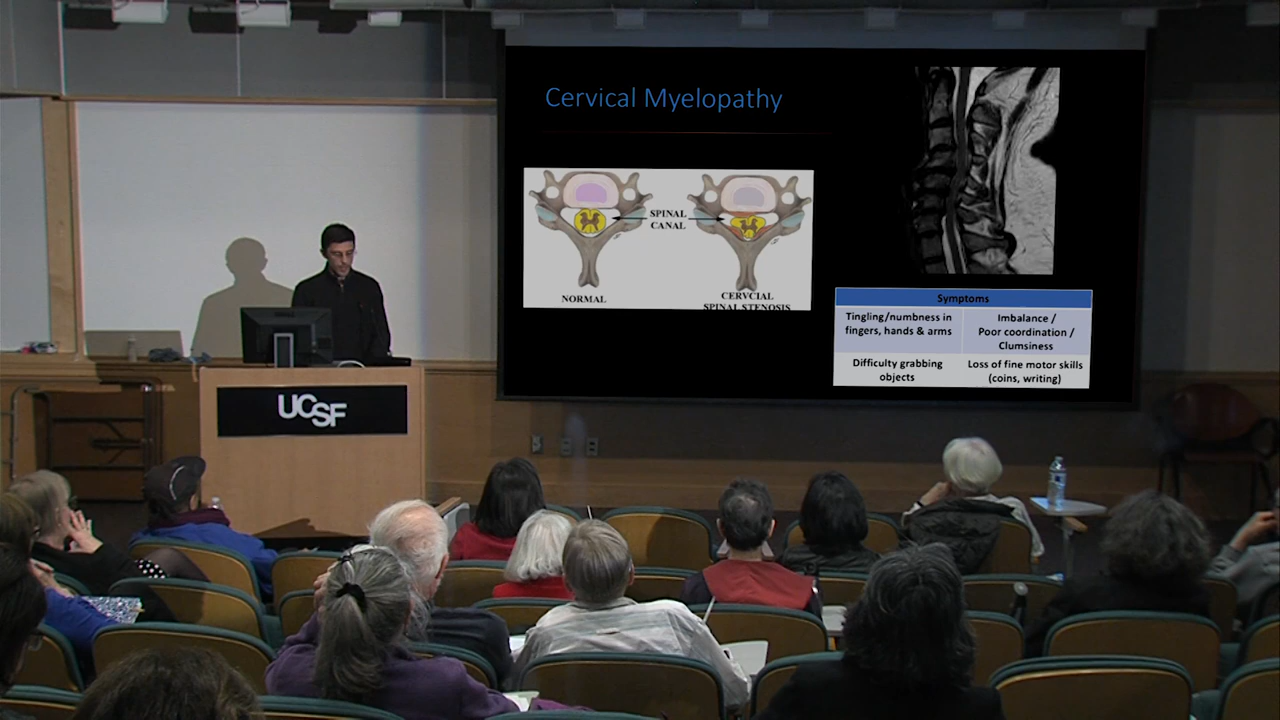 Cervical Myelopathy
SPINAL
CANAL
NORMAL
CERVCIAL
SPINAL STENOSIS
Symptoms
Tingling/numbness in
fingers, hands & arms
Imbalance /
Poor coordination /
Clumsiness
Difficulty grabbing
objects
Loss of fine motor skills
(coins, writing)
UCSF